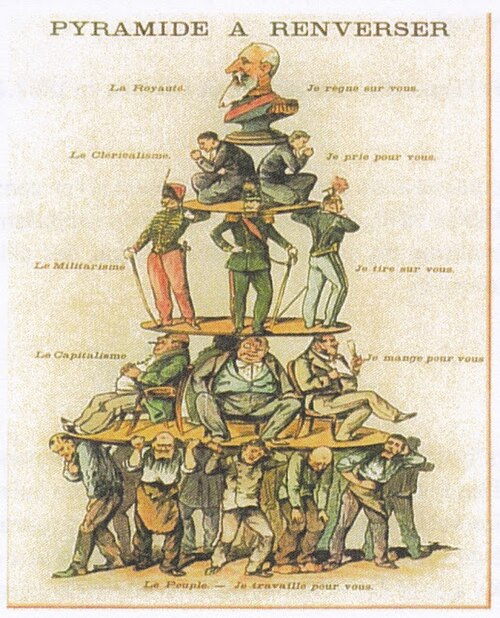 PYRAMIDE A RENVERSER
La Royauté. Je règne sur vous.
Le Cléricalisme. Je prie pour vous.
Le Militarisme Je tire sur vous.
Le Capitalisme Je mange pour vous
Le Peuple. — Je travaille pour vous.